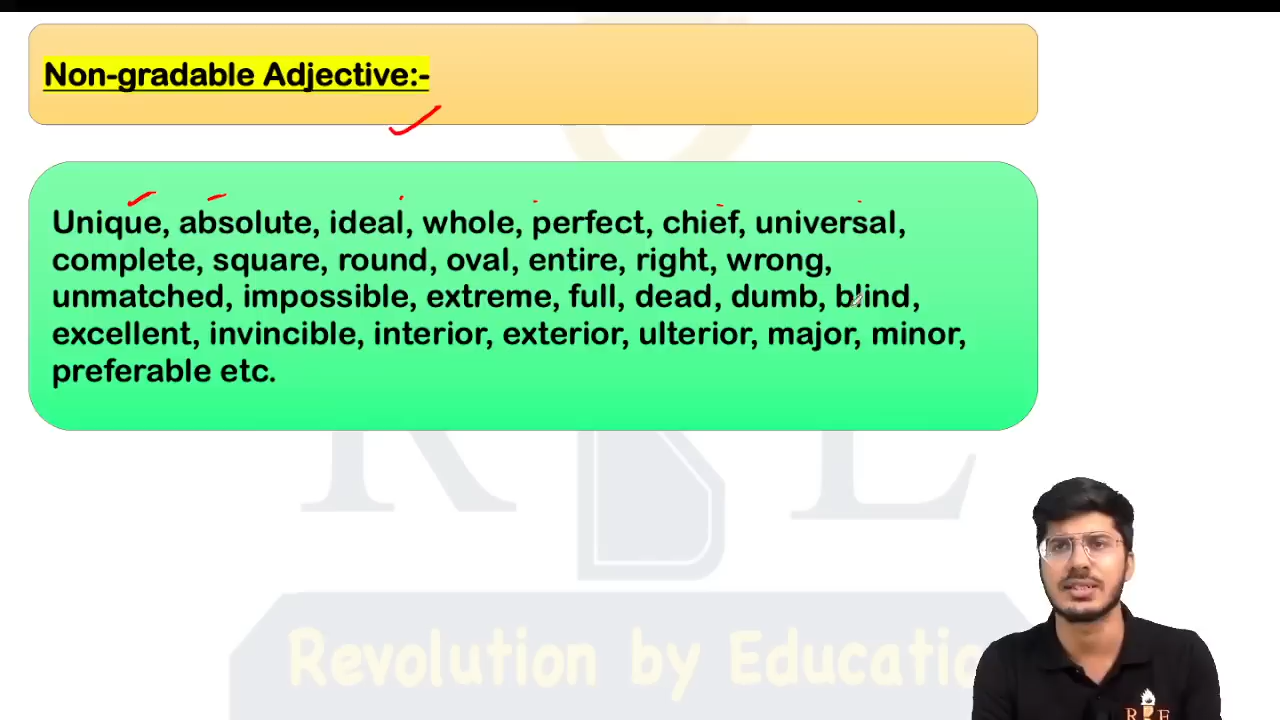 Non-gradable Adjective:-
Unique, absolute, ideal, whole, perfect, chief, universal,
complete, square, round, oval, entire, right, wrong,
unmatched, impossible, extreme, full, dead, dumb, blind,
excellent, invincible, interior, exterior, ulterior, major, minor,
preferable etc.
R B E
Revolution by Educatio
R B E